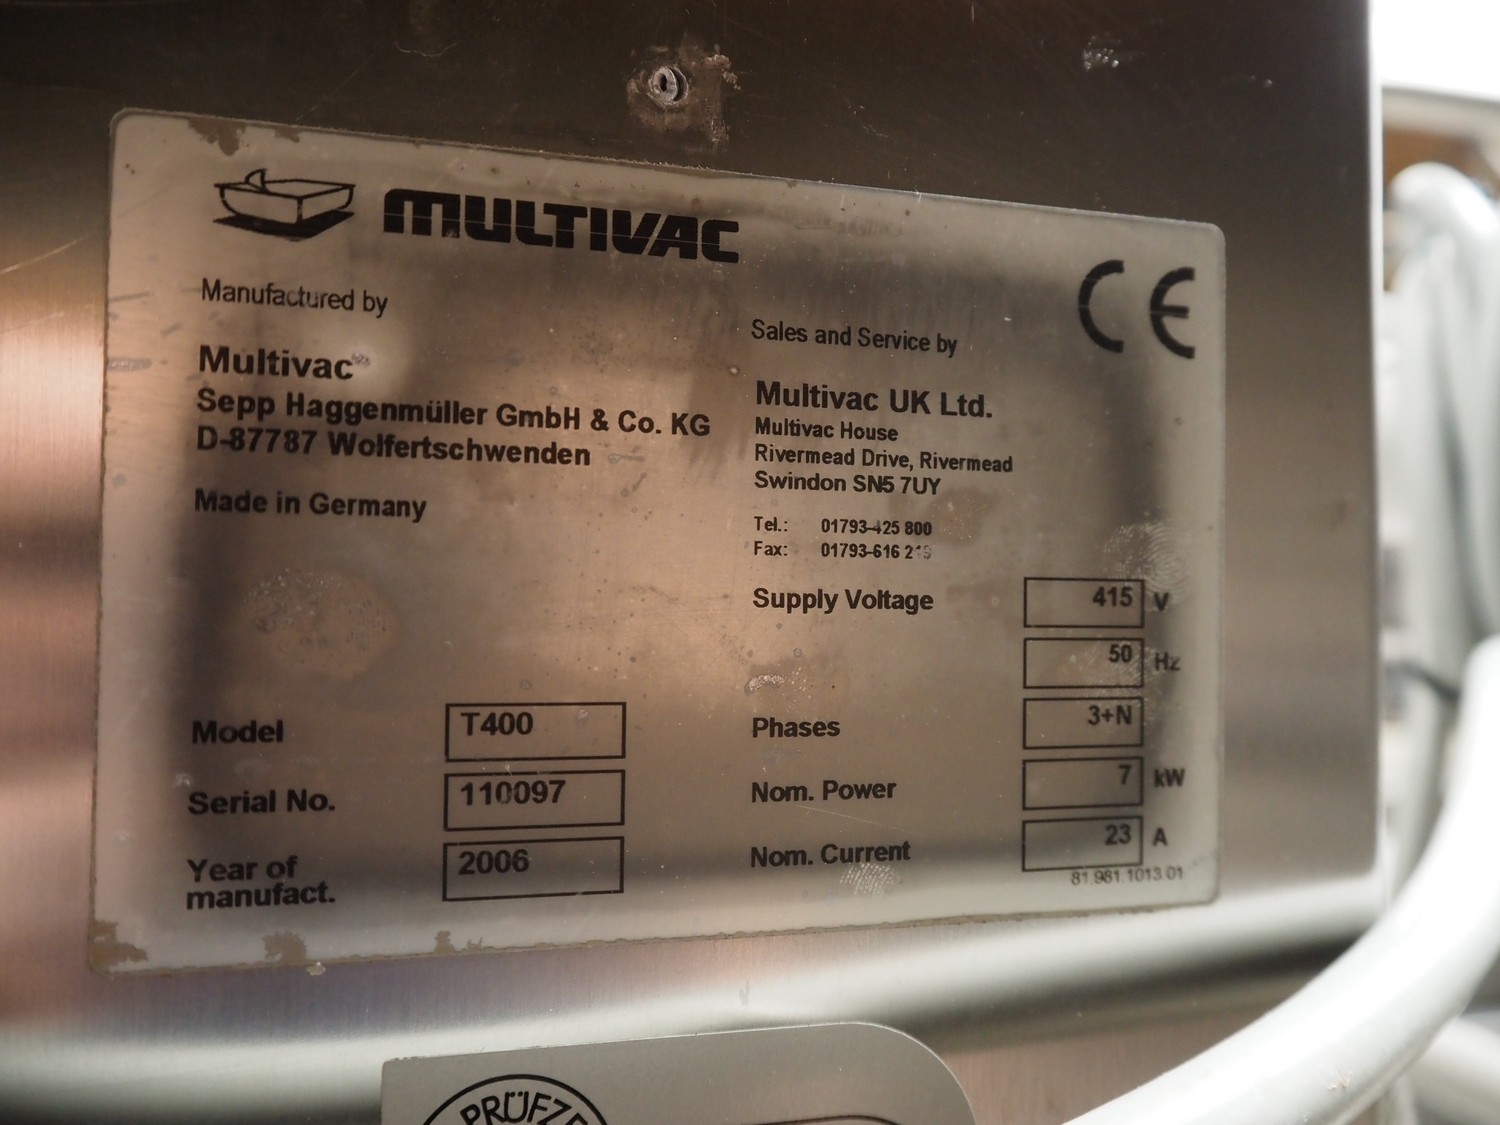 MULTIVAC
CE
Manufactured by
Multivac
Sepp Haggenmüller GmbH & Co. KG
D-87787 Wolfertschwenden
Made in Germany
Sales and Service by
Multivac UK Ltd.
Multivac House
Rivermead Drive, Rivermead
Swindon SN5 7UY
Tel.: 01793-425 800
Fax: 01793-616
Model T400
Serial No. 110097
Year of
manufact. 2006
Supply Voltage 415 V
50 Hz
Phases 3+N
Nom. Power 7 kW
Nom. Current 23 A
81.981.1013.01